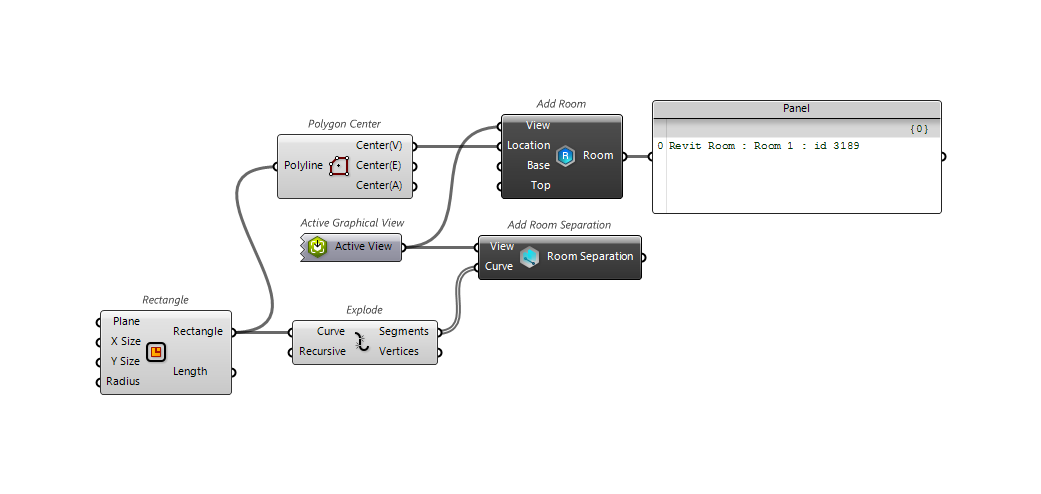 Add Room
View
Location
Base
Top
Room
Panel
{0}
0 Revit Room : Room 1 : id 3189
Polygon Center
Polyline
Center(V)
Center(E)
Center(A)
Active Graphical View
Active View
Add Room Separation
View
Curve
Room Separation
Rectangle
Plane
X Size
Y Size
Radius
Rectangle
Length
Explode
Curve
Recursive
Segments
Vertices